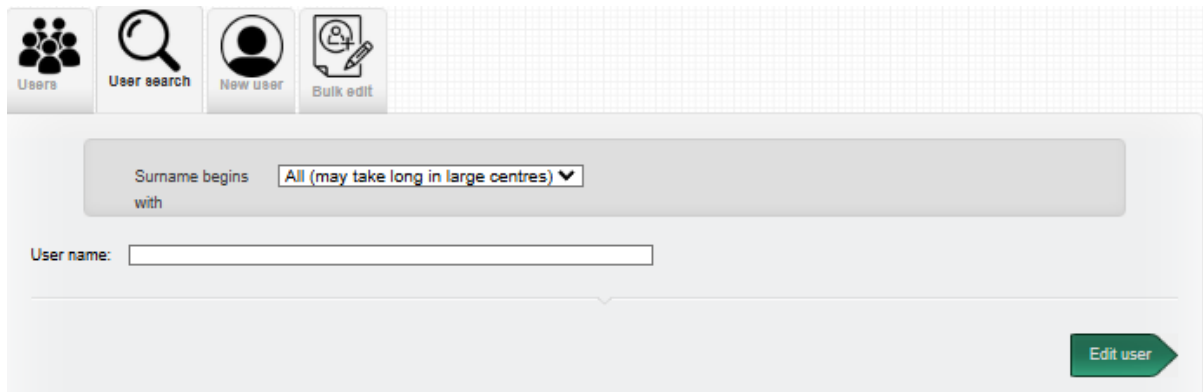 Users
User search
New user
Bulk edit
Surname begins
with
All (may take long in large centres)
User name:
Edit user